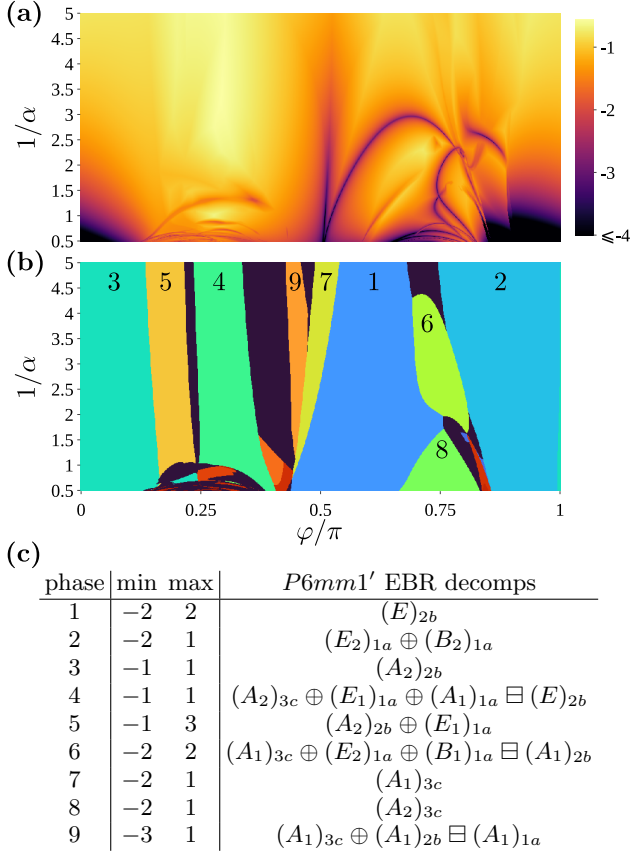 (a)
5
4.5
4
3.5
3
2.5
2
1.5
1
0.5
1/α
-1
-2
-3
⩽-4
(b)
3 5 4 9 7 1 2
6
8
5
4.5
4
3.5
3
2.5
2
1.5
1
0.5
1/α
0 0.25 0.5 0.75 1
φ/π
(c)
phase min max P6mm1′ EBR decomps
1 −2 2 (E)₂b
2 −2 1 (E₂)₁a ⊕ (B₂)₁a
3 −1 1 (A₂)₂b
4 −1 1 (A₂)₃c ⊕ (E₁)₁a ⊕ (A₁)₁a ⊟ (E)₂b
5 −1 3 (A₂)₂b ⊕ (E₁)₁a
6 −2 2 (A₁)₃c ⊕ (E₂)₁a ⊕ (B₁)₁a ⊟ (A₁)₂b
7 −2 1 (A₁)₃c
8 −2 1 (A₂)₃c
9 −3 1 (A₁)₃c ⊕ (A₁)₂b ⊟ (A₁)₁a